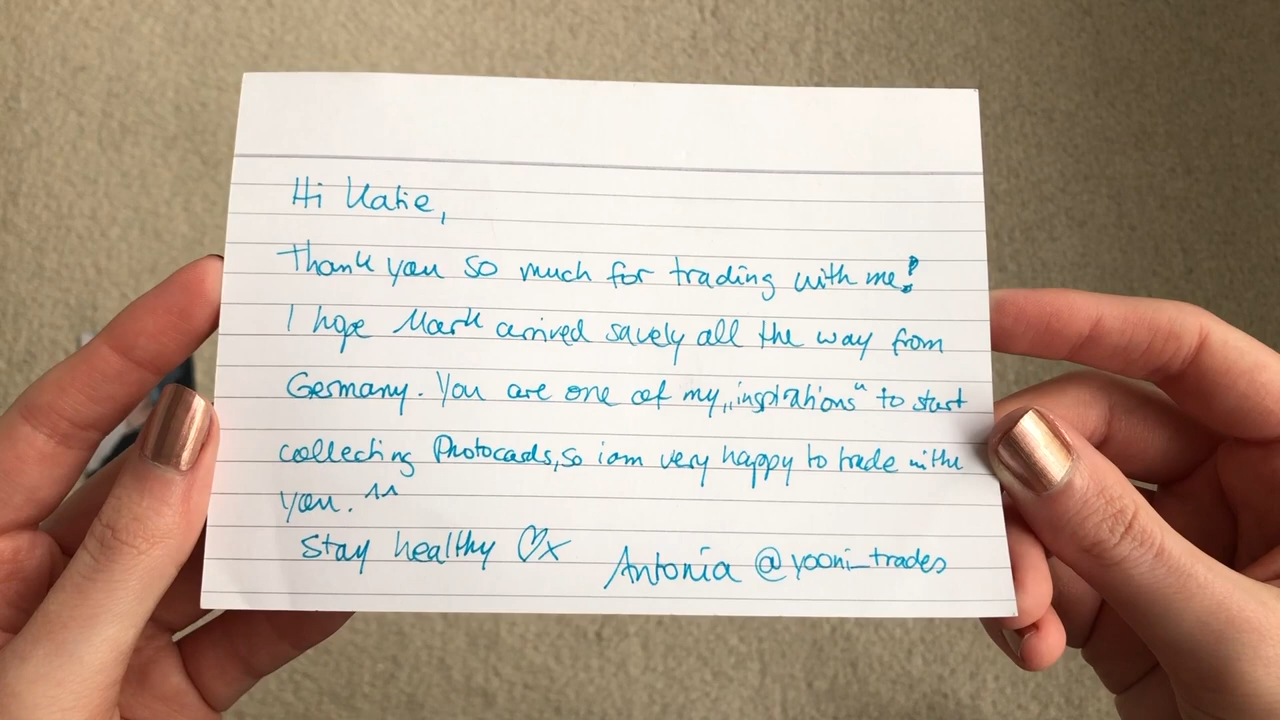 Hi Katie,
Thank you so much for trading with me!
I hope Mark arrived savely all the way from
Germany. You are one of my „inspirations“ to start
collecting Photocards, so i am very happy to trade withe
you. ^^
Stay healthy ♡x Antonia @yooni_trades